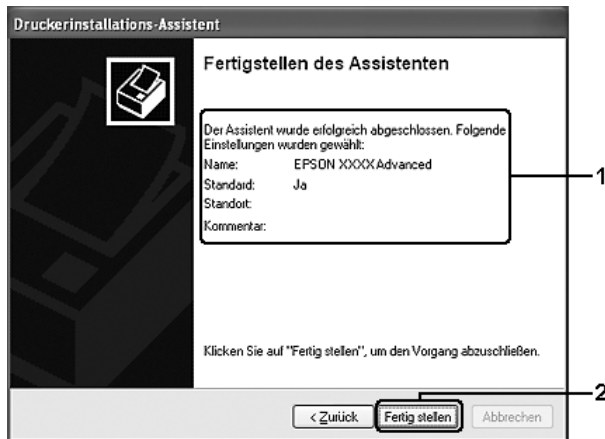 Druckerinstallations-Assistent
Fertigstellen des Assistenten
Der Assistent wurde erfolgreich abgeschlossen. Folgende
Einstellungen wurden gewählt:
Name: EPSON XXXX Advanced
Standard: Ja
Standort:
Kommentar:
1
Klicken Sie auf "Fertig stellen", um den Vorgang abzuschließen.
2
< Zurück Fertig stellen Abbrechen